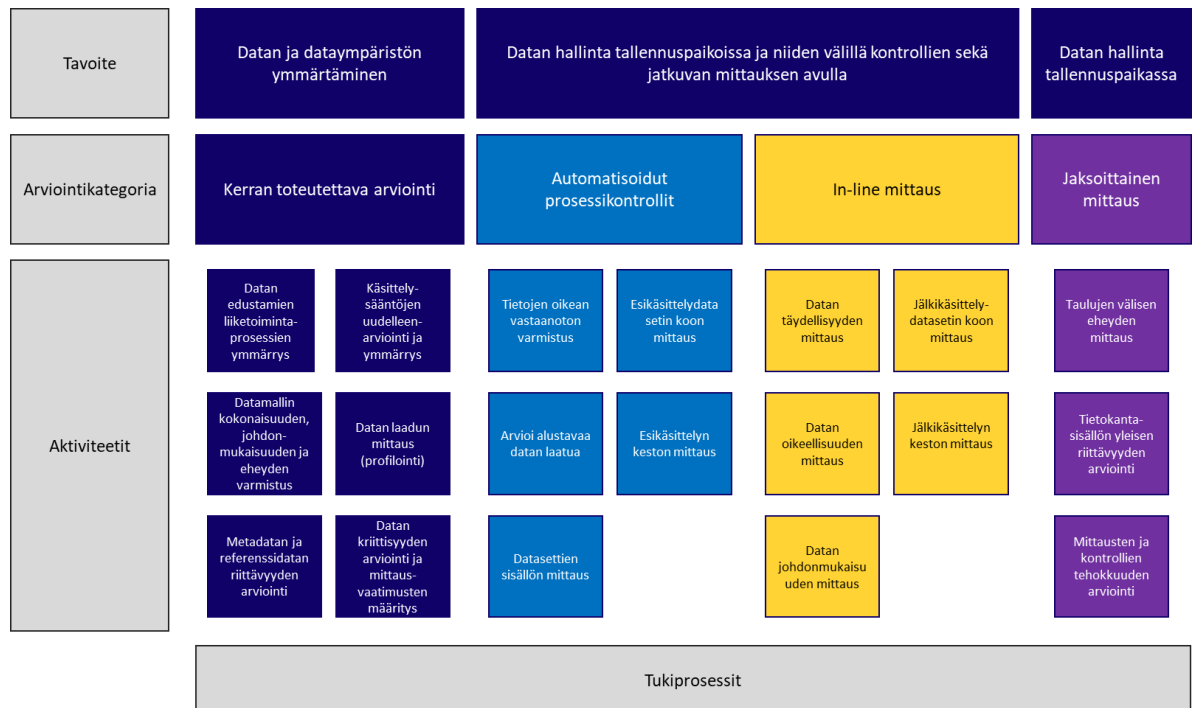 Tavoite
Datan ja dataympäristön
ymmärtäminen
Datan hallinta tallennuspaikoissa ja niiden välillä kontrollien sekä
jatkuvan mittauksen avulla
Datan hallinta
tallennuspaikassa
Arviointikategoria
Kerran toteutettava arviointi
Automatisoidut
prosessikontrollit
In-line mittaus
Jaksoittainen
mittaus
Aktiviteetit
Datan
edustamien
liiketoiminta-
prosessien
ymmärrys
Käsittely-
sääntöjen
uudelleen-
arviointi ja
ymmärrys
Tietojen oikean
vastaanoton
varmistus
Esikäsittelydata
setin koon
mittaus
Datan
täydellisyyden
mittaus
Jälkikäsittely-
datasetin koon
mittaus
Taulujen välisen
eheyden
mittaus
Datamallin
kokonaisuuden,
johdon-
mukaisuuden ja
eheyden
varmistus
Datan laadun
mittaus
(profilointi)
Arvioi alustavaa
datan laatua
Esikäsittelyn
keston mittaus
Datan
oikeellisuuden
mittaus
Jälkikäsittelyn
keston mittaus
Tietokanta-
sisällön yleisen
riittävyyden
arviointi
Metadatan ja
referenssidatan
riittävyyden
arviointi
Datan
kriittisyyden
arviointi ja
mittaus-
vaatimusten
määritys
Datasettien
sisällön mittaus
Datan
johdonmukaisu
uden mittaus
Mittausten ja
kontrollien
tehokkuuden
arviointi
Tukiprosessit